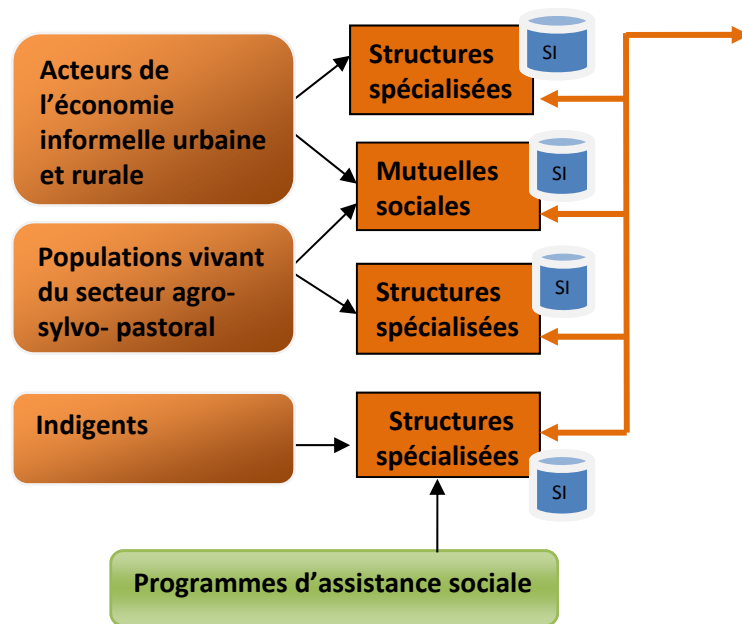 Acteurs de
l’économie
informelle urbaine
et rurale
Structures
spécialisées
SI
Mutuelles
sociales
SI
Populations vivant
du secteur agro-
sylvo- pastoral
Structures
spécialisées
SI
Indigents
Structures
spécialisées
SI
Programmes d’assistance sociale